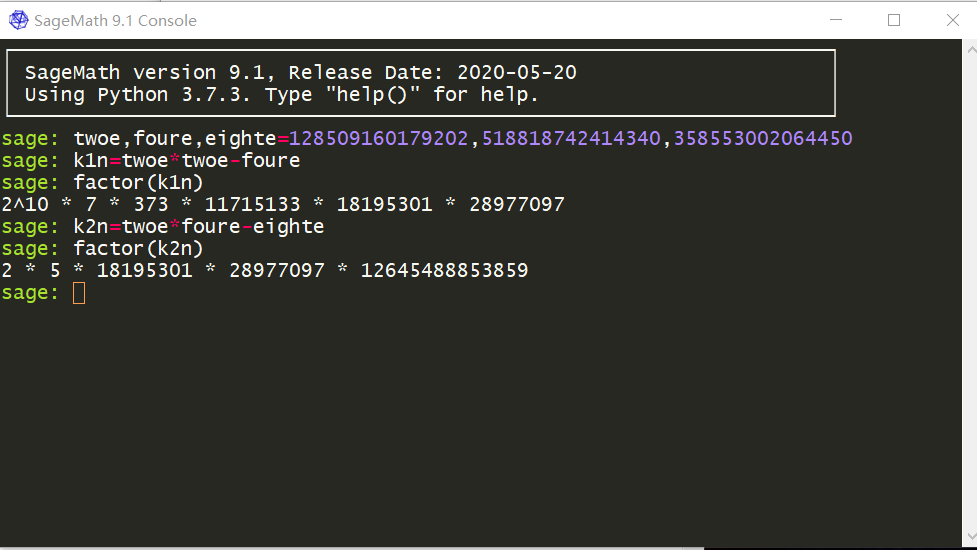 SageMath 9.1 Console
SageMath version 9.1, Release Date: 2020-05-20
Using Python 3.7.3. Type "help()" for help.
sage: twoe,foure,eighte=128509160179202,518818742414340,358553002064450
sage: k1n=twoe*twoe-foure
sage: factor(k1n)
2^10 * 7 * 373 * 11715133 * 18195301 * 28977097
sage: k2n=twoe*foure-eighte
sage: factor(k2n)
2 * 5 * 18195301 * 28977097 * 12645488853859
sage: